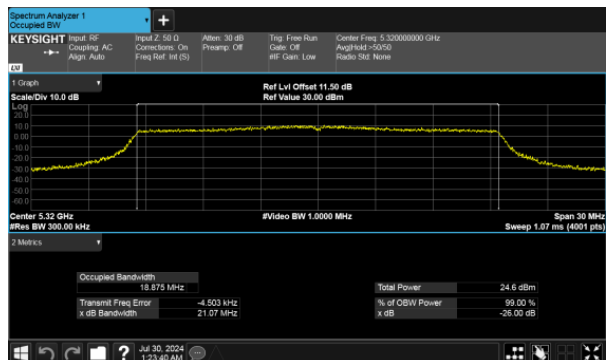 Spectrum Analyzer 1
Occupied BW
KEYSIGHT Input: RF Input Z: 50 Ω Atten: 30 dB Trig: Free Run Center Freq: 5.320000000 GHz
Coupling: AC Corrections: On Preamp: Off Gate: Off Avg|Hold:>50/50
Align: Auto Freq Ref: Int (S) #IF Gain: Low Radio Std: None
1 Graph
Ref Lvl Offset 11.50 dB
Scale/Div 10.0 dB Ref Value 30.00 dBm
Log
20.0
10.0
0.00
-10.0
-20.0
-30.0
-40.0
-50.0
-60.0
Center 5.32 GHz #Video BW 1.0000 MHz Span 30 MHz
#Res BW 300.00 kHz Sweep 1.07 ms (4001 pts)
2 Metrics
Occupied Bandwidth
18.875 MHz Total Power 24.6 dBm
Transmit Freq Error -4.503 kHz % of OBW Power 99.00 %
x dB Bandwidth 21.07 MHz x dB -26.00 dB
Jul 30, 2024
1:23:40 AM